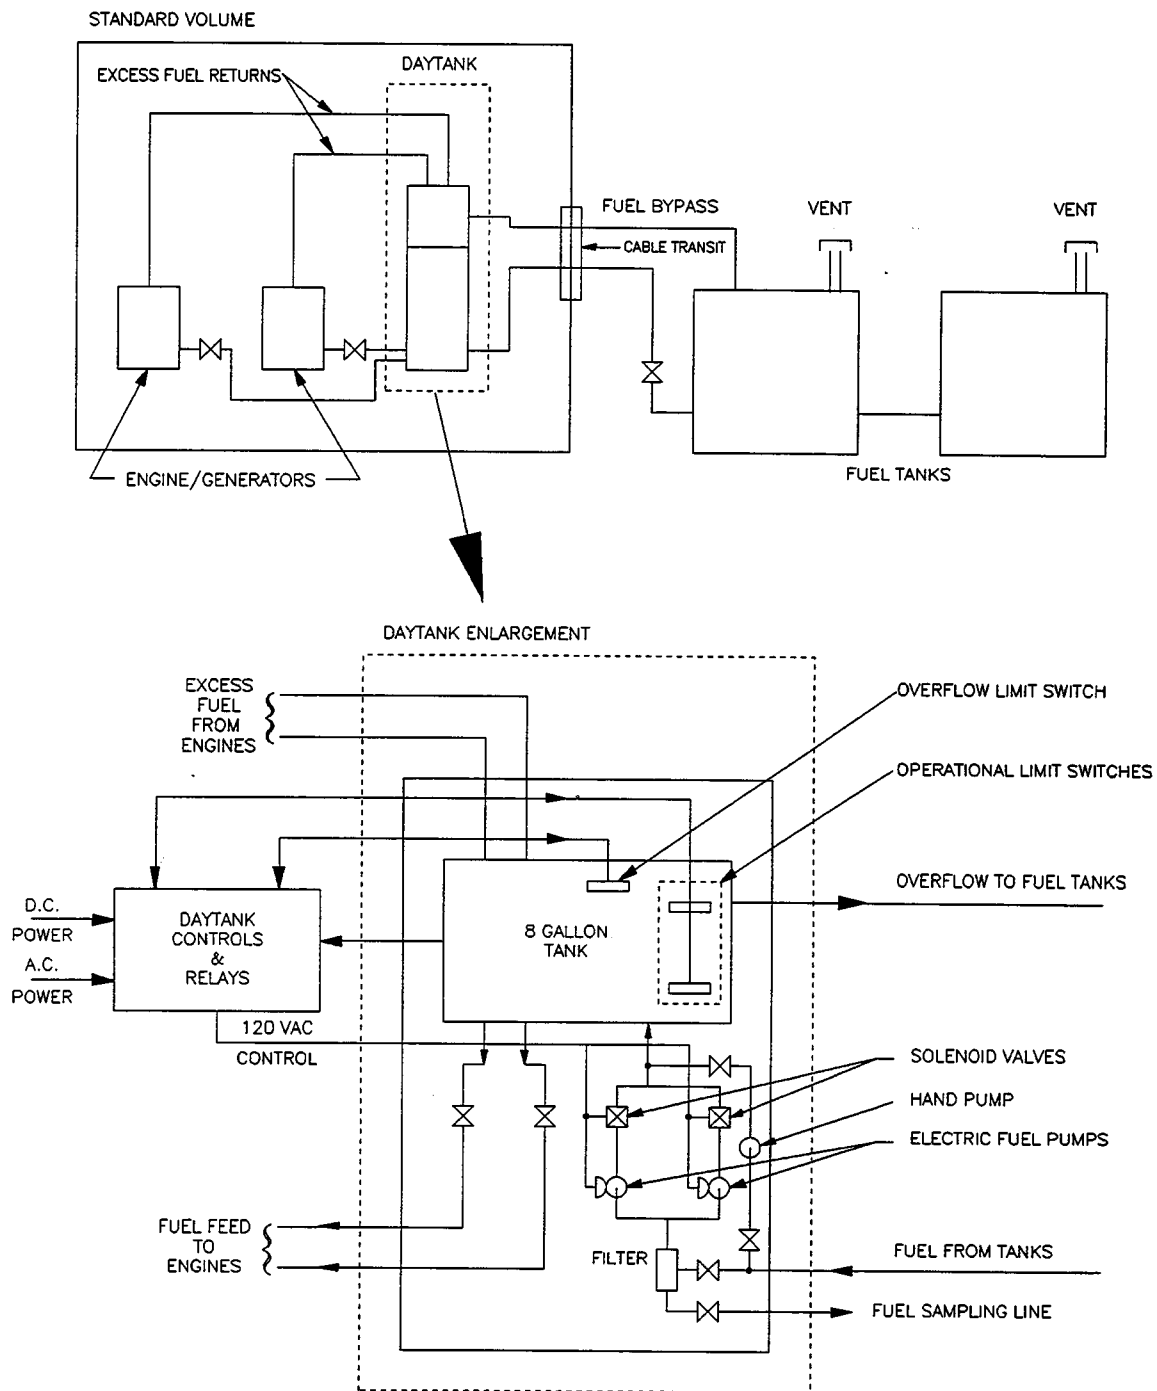 STANDARD VOLUME
DAYTANK
EXCESS FUEL RETURNS
FUEL BYPASS
VENT
VENT
CABLE TRANSIT
ENGINE/GENERATORS
FUEL TANKS
DAYTANK ENLARGEMENT
EXCESS
FUEL
FROM
ENGINES
OVERFLOW LIMIT SWITCH
OPERATIONAL LIMIT SWITCHES
OVERFLOW TO FUEL TANKS
D.C.
POWER
A.C.
POWER
DAYTANK
CONTROLS
&
RELAYS
8 GALLON
TANK
120 VAC
CONTROL
SOLENOID VALVES
HAND PUMP
ELECTRIC FUEL PUMPS
FUEL FEED
TO
ENGINES
FILTER
FUEL FROM TANKS
FUEL SAMPLING LINE